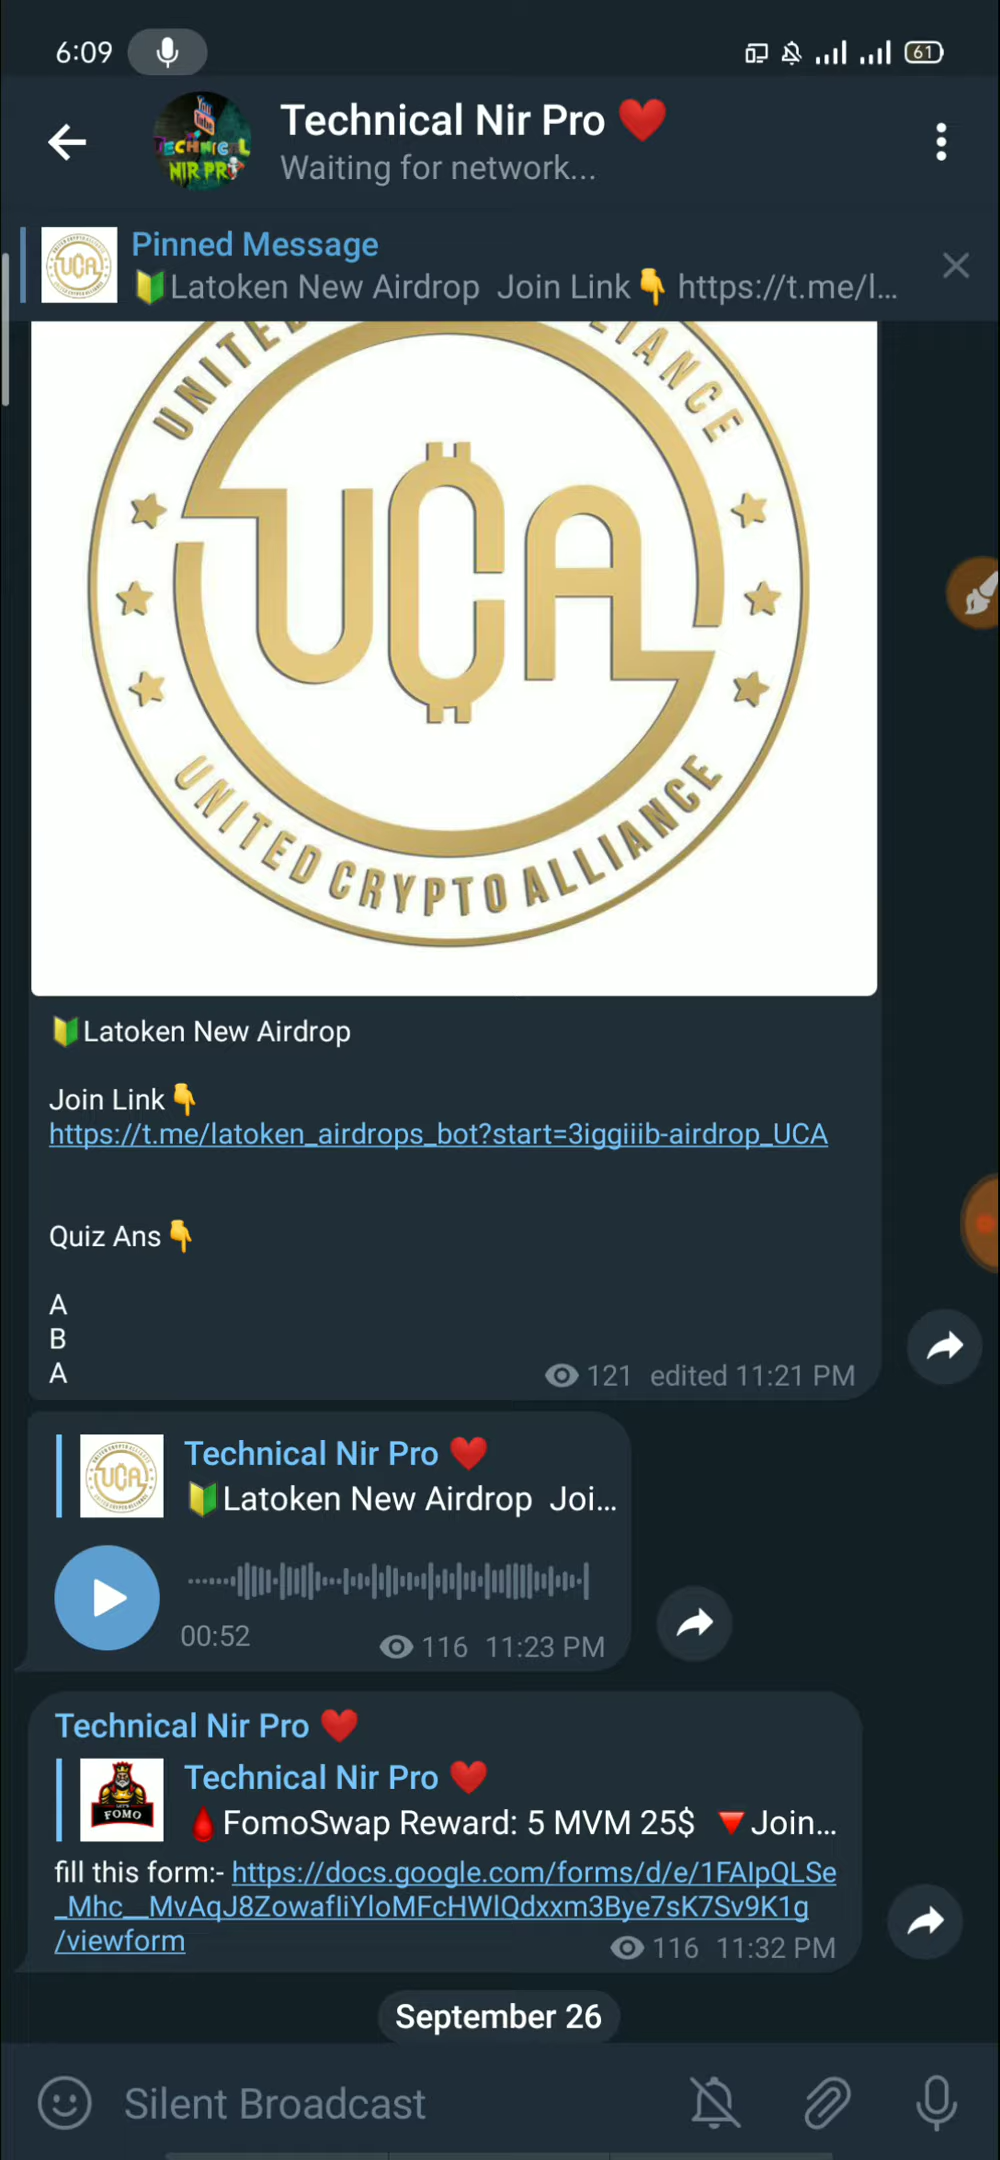 6:09
61
Technical Nir Pro ❤️
Waiting for network...
Pinned Message
🔰Latoken New Airdrop Join Link👇 https://t.me/l...
UNITED CRYPTO ALLIANCE
UCA
🔰Latoken New Airdrop
Join Link👇
https://t.me/latoken_airdrops_bot?start=3iggiiib-airdrop_UCA
Quiz Ans👇
A
B
A
121 edited 11:21 PM
Technical Nir Pro ❤️
🔰Latoken New Airdrop Joi...
00:52
116 11:23 PM
Technical Nir Pro ❤️
Technical Nir Pro ❤️
FOMO
🩸FomoSwap Reward: 5 MVM 25$ 🔻Join...
fill this form:- https://docs.google.com/forms/d/e/1FAIpQLSe
_Mhc__MvAqJ8ZowafIiYloMFcHWlQdxxm3Bye7sK7Sv9K1g
/viewform
116 11:32 PM
September 26
Silent Broadcast